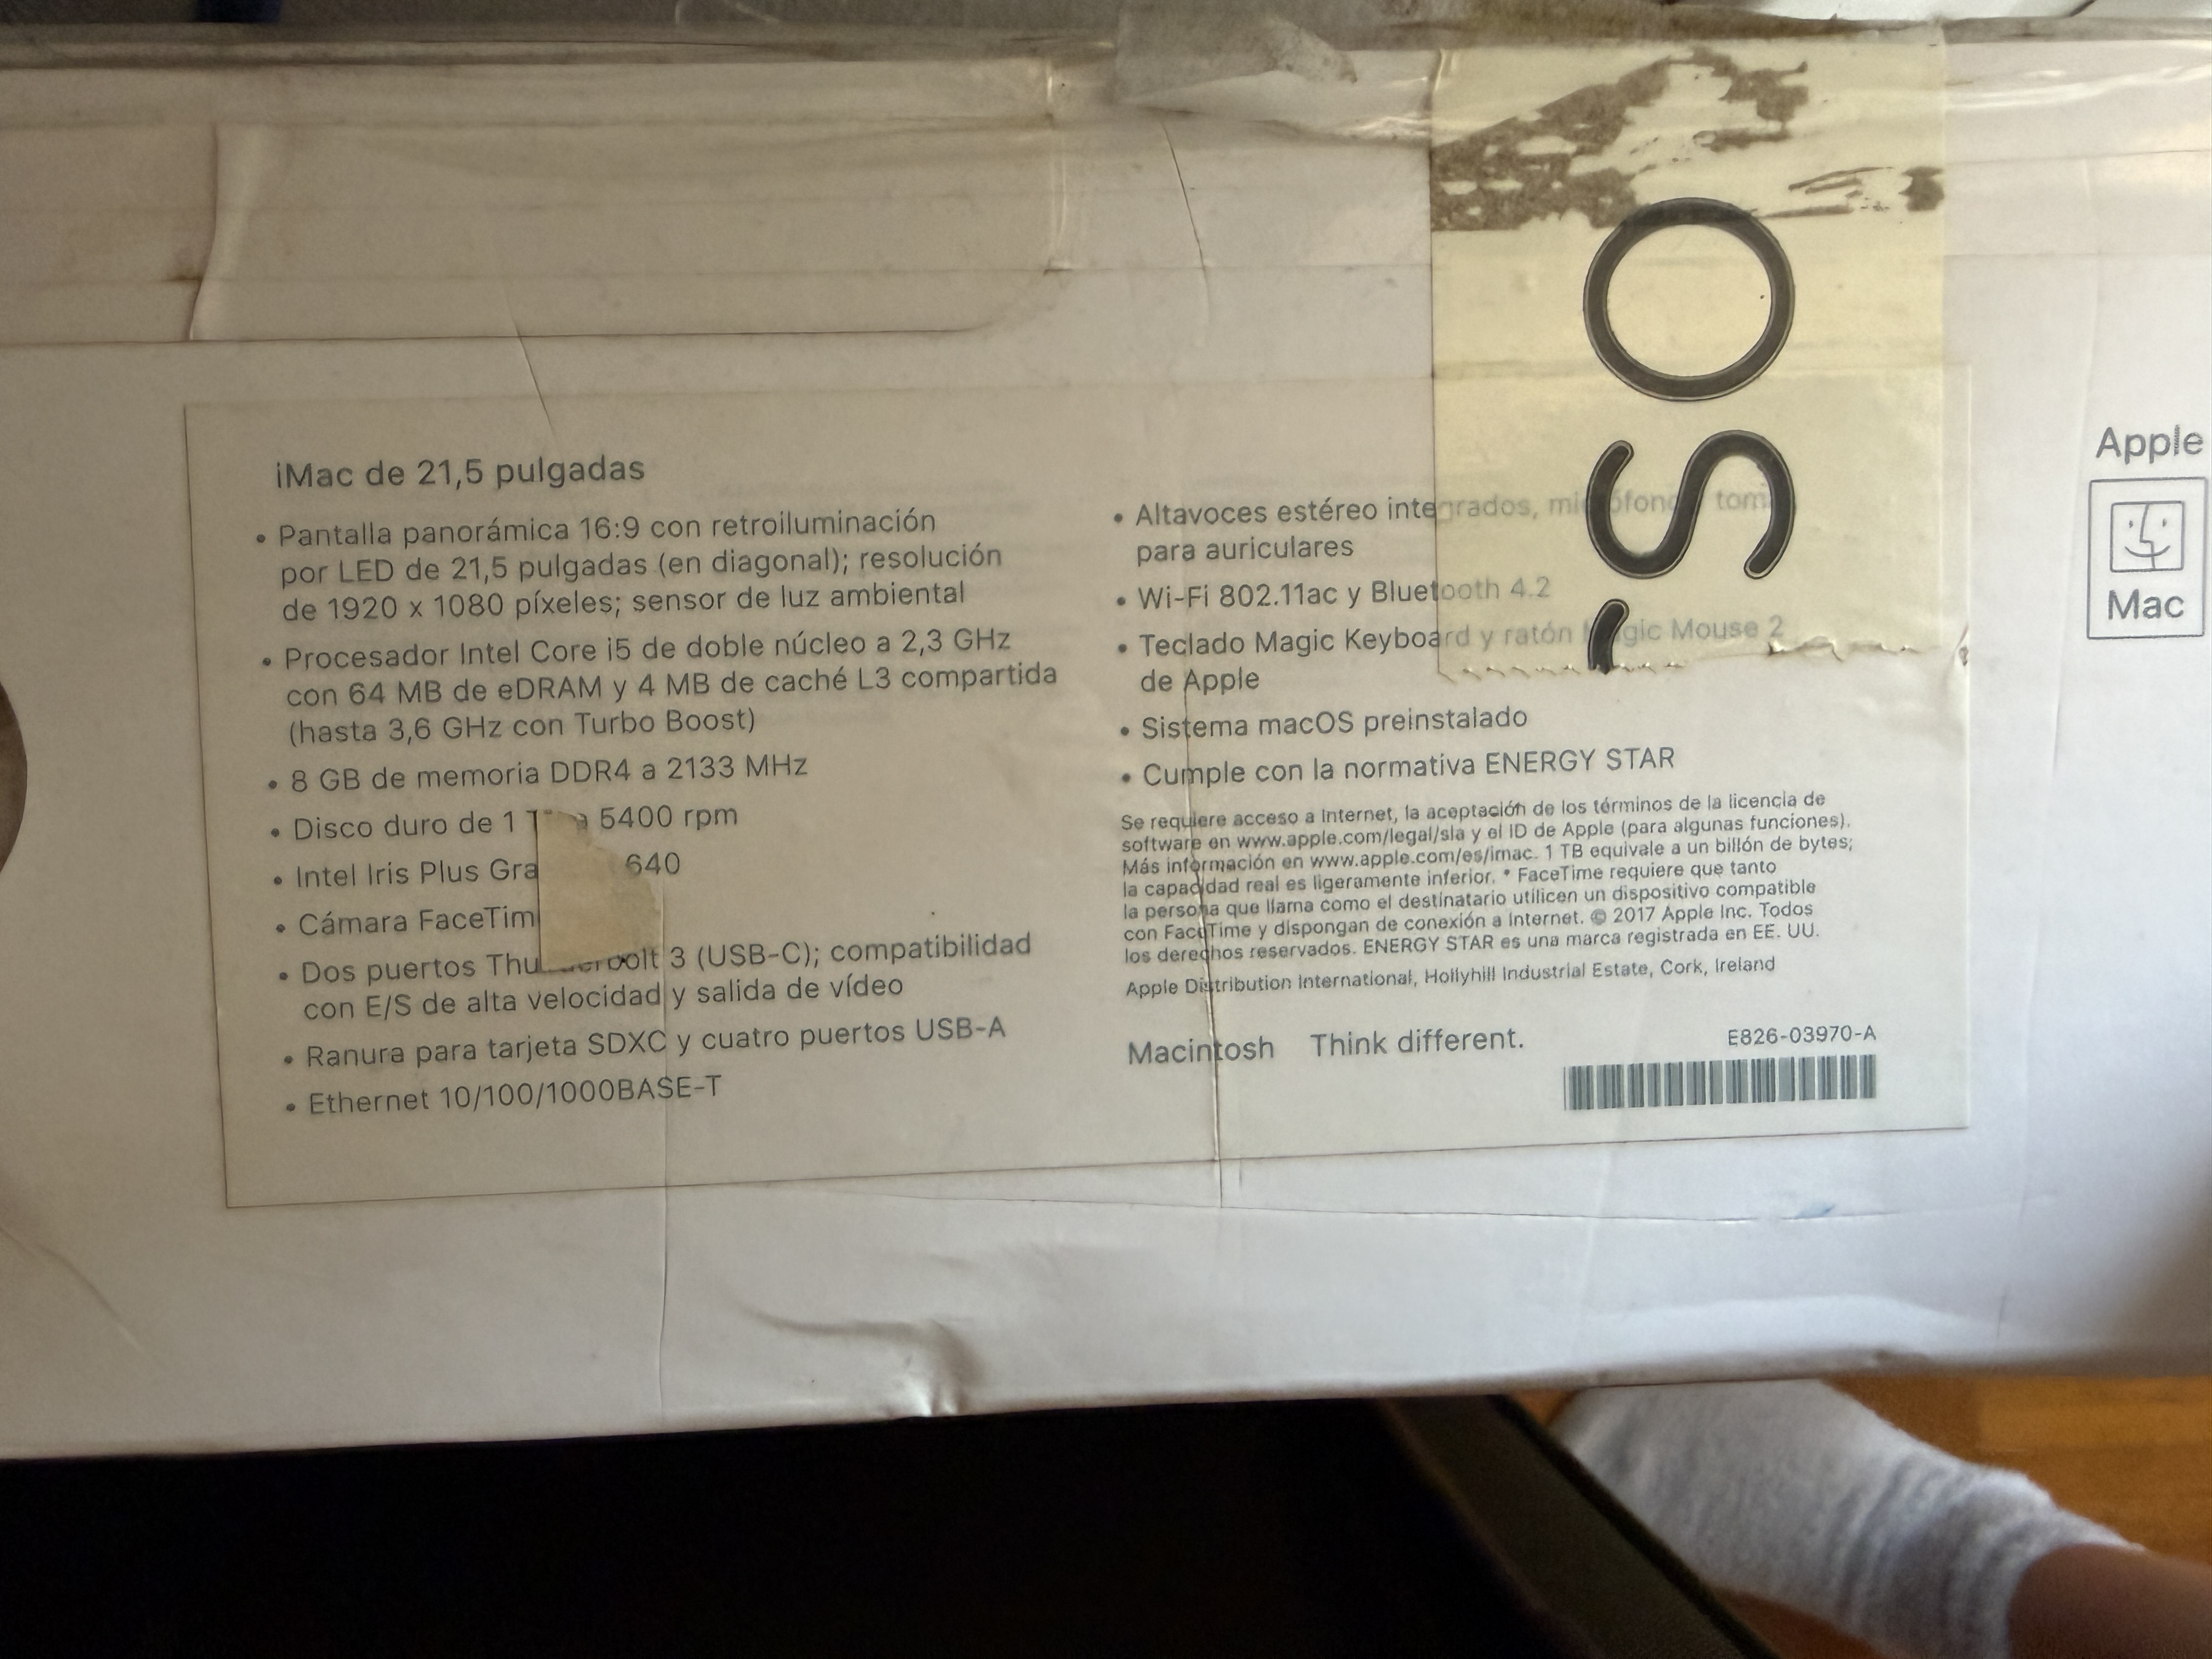 iMac de 21,5 pulgadas
• Pantalla panorámica 16:9 con retroiluminación
por LED de 21,5 pulgadas (en diagonal); resolución
de 1920 x 1080 píxeles; sensor de luz ambiental
• Procesador Intel Core i5 de doble núcleo a 2,3 GHz
con 64 MB de eDRAM y 4 MB de caché L3 compartida
(hasta 3,6 GHz con Turbo Boost)
• 8 GB de memoria DDR4 a 2133 MHz
• Disco duro de 1 a 5400 rpm
• Intel Iris Plus 640
• Cámara
• Dos puertos Thunderbolt 3 (USB-C); compatibilidad
con E/S de alta velocidad y salida de vídeo
• Ranura para tarjeta SDXC y cuatro puertos USB-A
• Ethernet 10/100/1000BASE-T
• Altavoces estéreo integrados, micrófono y toma
para auriculares
• Wi-Fi 802.11ac y Bluetooth 4.2
• Teclado Magic Keyboard y ratón Magic Mouse 2
de Apple
• Sistema macOS preinstalado
• Cumple con la normativa ENERGY STAR
Se requiere acceso a Internet, la aceptación de los términos de la licencia de
software en www.apple.com/legal/sla y el ID de Apple (para algunas funciones).
Más información en www.apple.com/es/imac. 1 TB equivale a un billón de bytes;
la capacidad real es ligeramente inferior. * FaceTime requiere que tanto
la persona que llama como el destinatario utilicen un dispositivo compatible
con FaceTime y dispongan de conexión a Internet. © 2017 Apple Inc. Todos
los derechos reservados. ENERGY STAR es una marca registrada en EE. UU.
Apple Distribution International, Hollyhill Industrial Estate, Cork, Ireland
Macintosh Think different.
E826-03970-A
OS
Apple
Mac